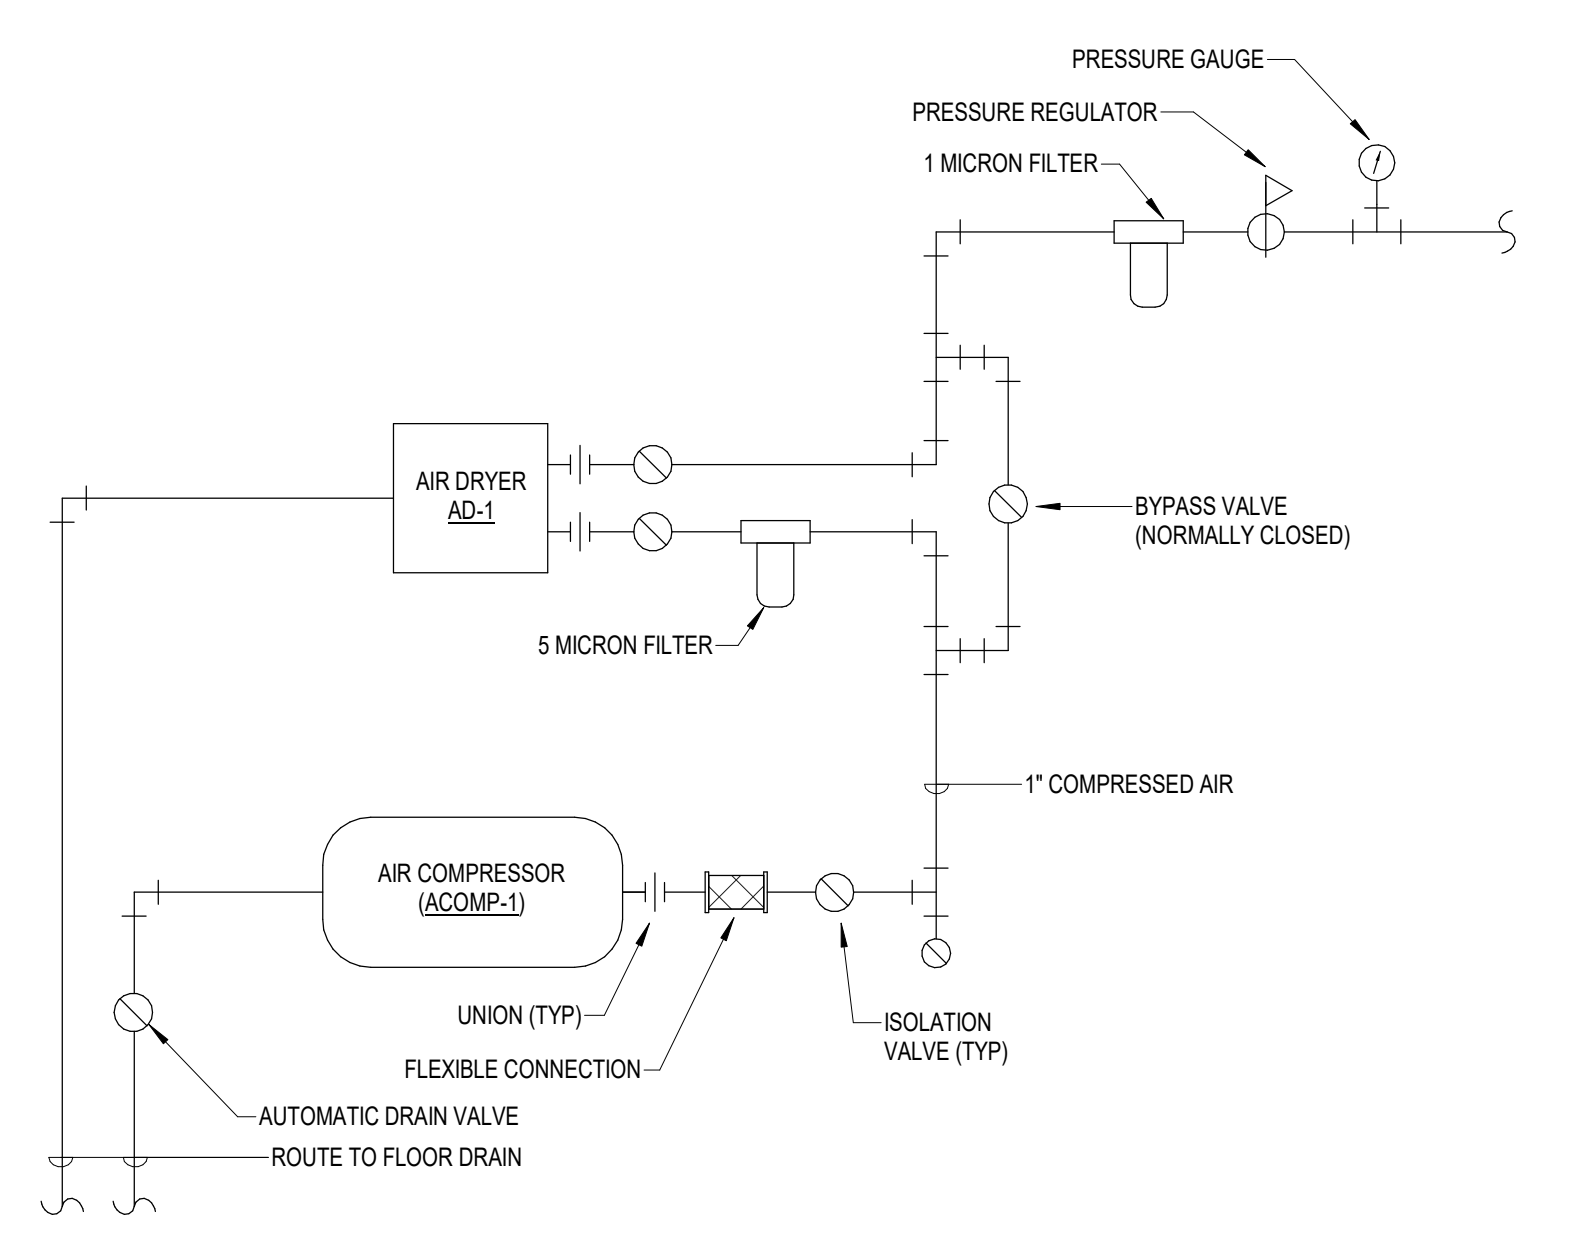 PRESSURE GAUGE
PRESSURE REGULATOR
1 MICRON FILTER
AIR DRYER
AD-1
BYPASS VALVE
(NORMALLY CLOSED)
5 MICRON FILTER
1" COMPRESSED AIR
AIR COMPRESSOR
(ACOMP-1)
UNION (TYP)
ISOLATION
VALVE (TYP)
FLEXIBLE CONNECTION
AUTOMATIC DRAIN VALVE
ROUTE TO FLOOR DRAIN